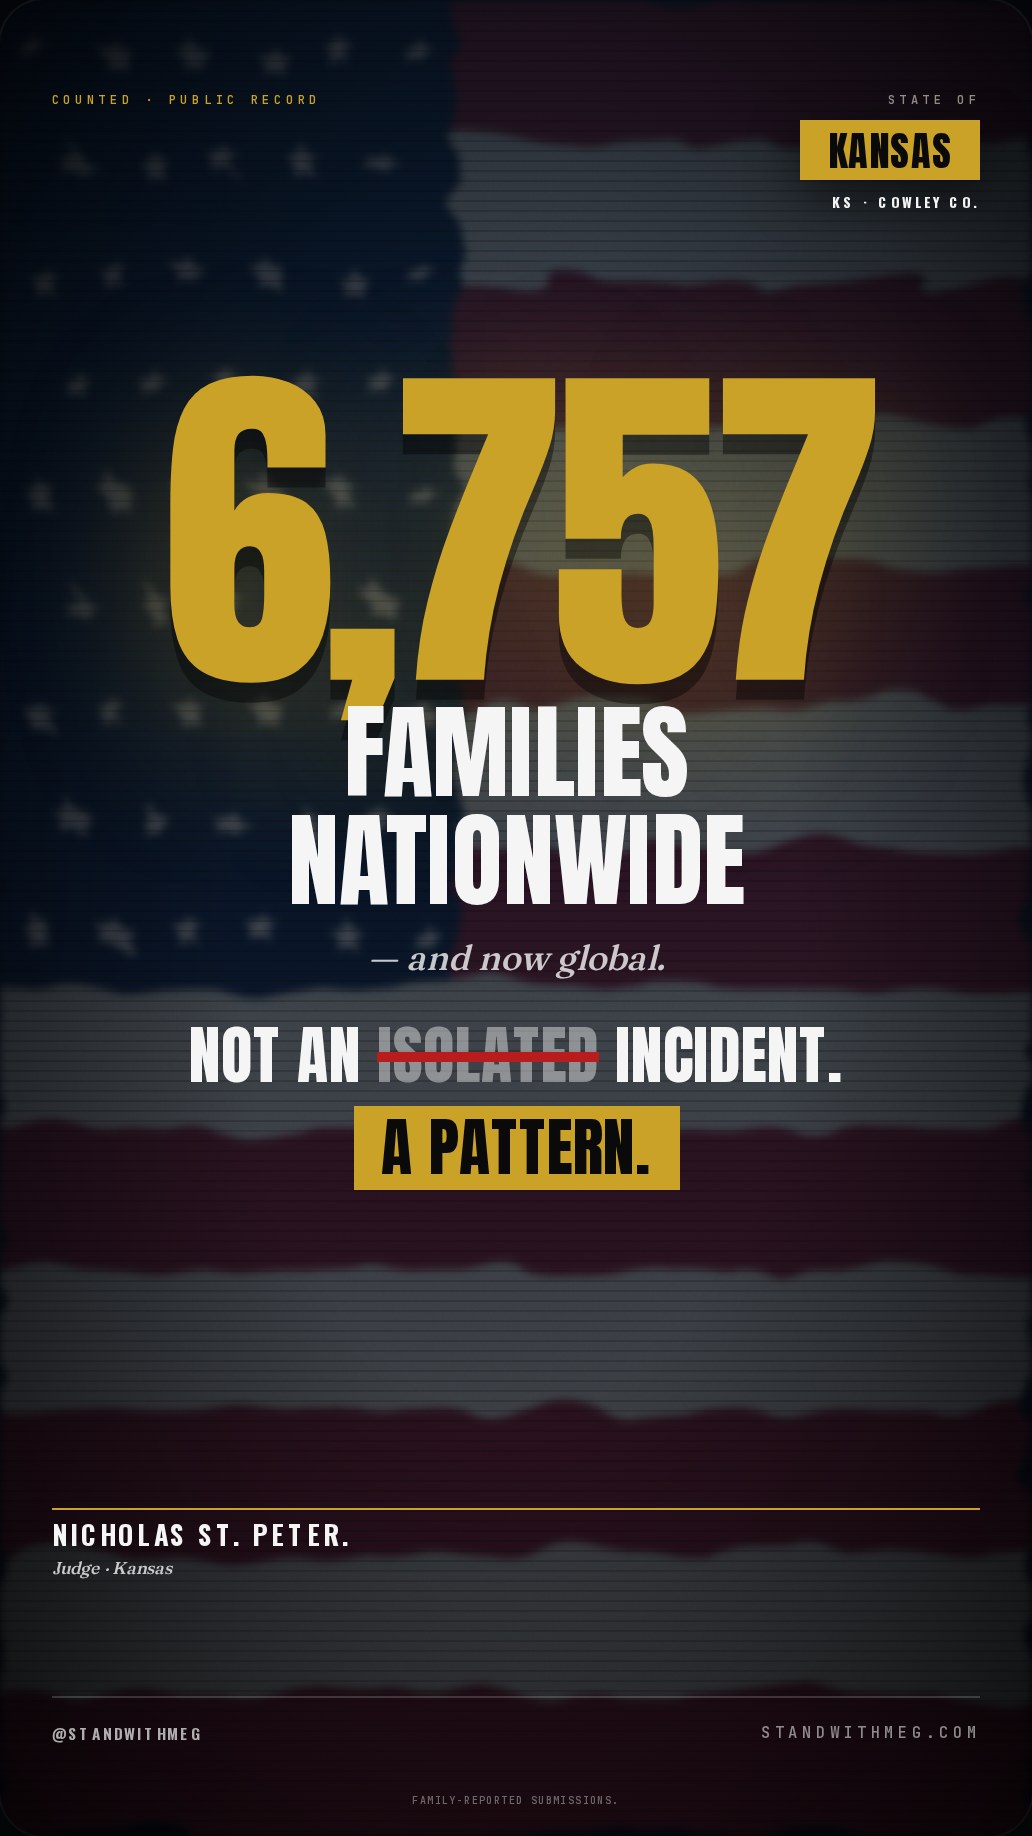 COUNTED · PUBLIC RECORD
STATE OF
KANSAS
KS · COWLEY CO.
6,757
FAMILIES
NATIONWIDE
— and now global.
NOT AN ISOLATED INCIDENT.
A PATTERN.
NICHOLAS ST. PETER.
Judge · Kansas
@STANDWITHMEG
STANDWITHMEG.COM
FAMILY-REPORTED SUBMISSIONS.